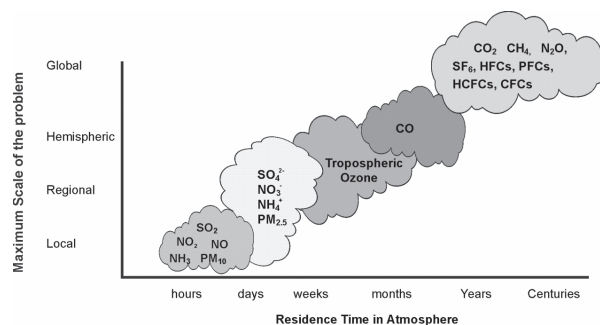 Maximum Scale of the problem
Global
Hemispheric
Regional
Local
CO₂ CH₄, N₂O,
SF₆, HFCs, PFCs,
HCFCs, CFCs
CO
Tropospheric
Ozone
SO₄²⁻
NO₃⁻
NH₄⁺
PM₂.₅
SO₂
NO₂ NO
NH₃ PM₁₀
hours days weeks months Years Centuries
Residence Time in Atmosphere